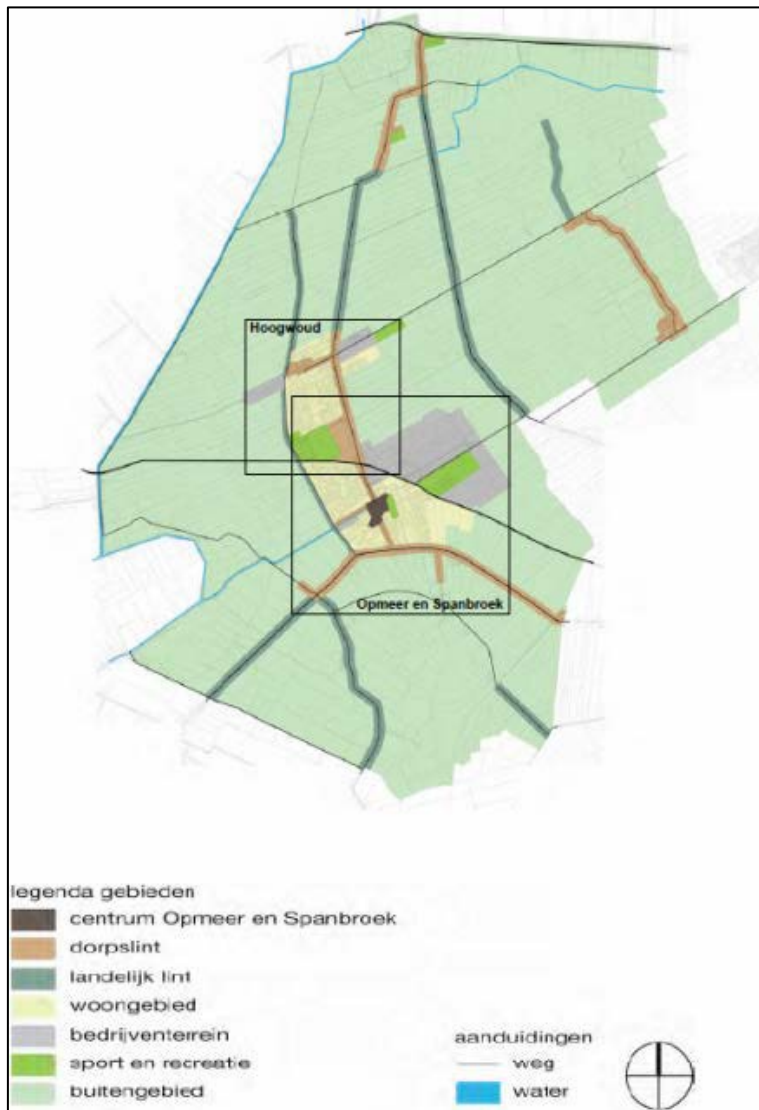 Hoogwoud
Opmeer en Spanbroek
legenda gebieden
centrum Opmeer en Spanbroek
dorpslint
landelijk lint
woongebied
bedrijventerrein
sport en recreatie
buitengebied
aanduidingen
weg
water